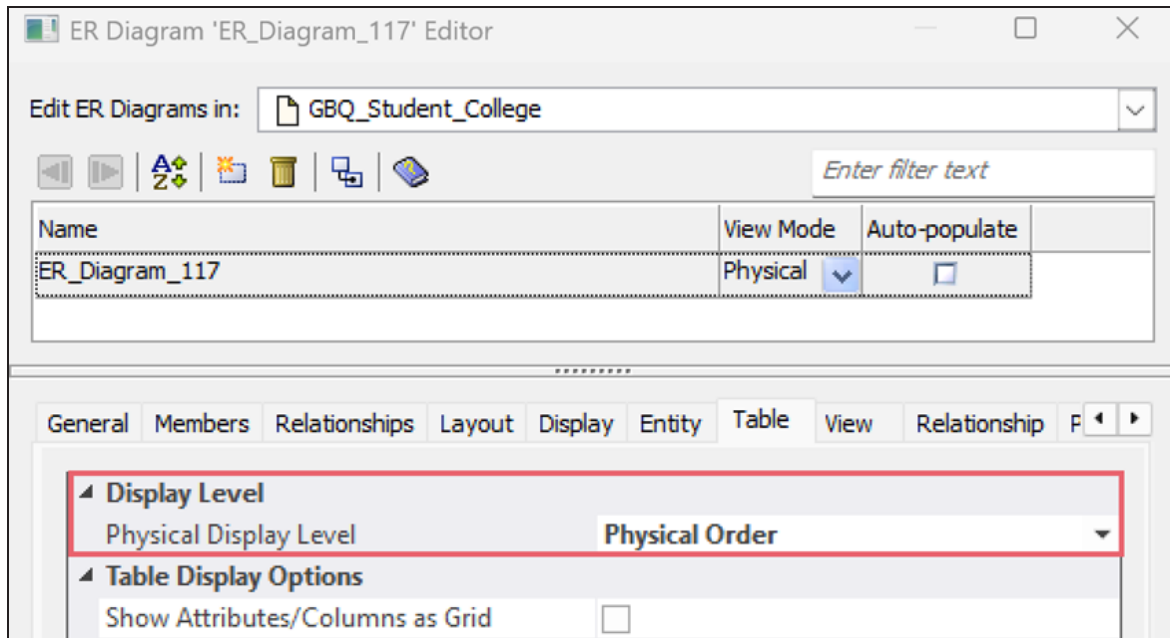 ER Diagram 'ER_Diagram_117' Editor
Edit ER Diagrams in: GBQ_Student_College
Enter filter text
Name View Mode Auto-populate
ER_Diagram_117 Physical
General Members Relationships Layout Display Entity Table View Relationship
Display Level
Physical Display Level Physical Order
Table Display Options
Show Attributes/Columns as Grid